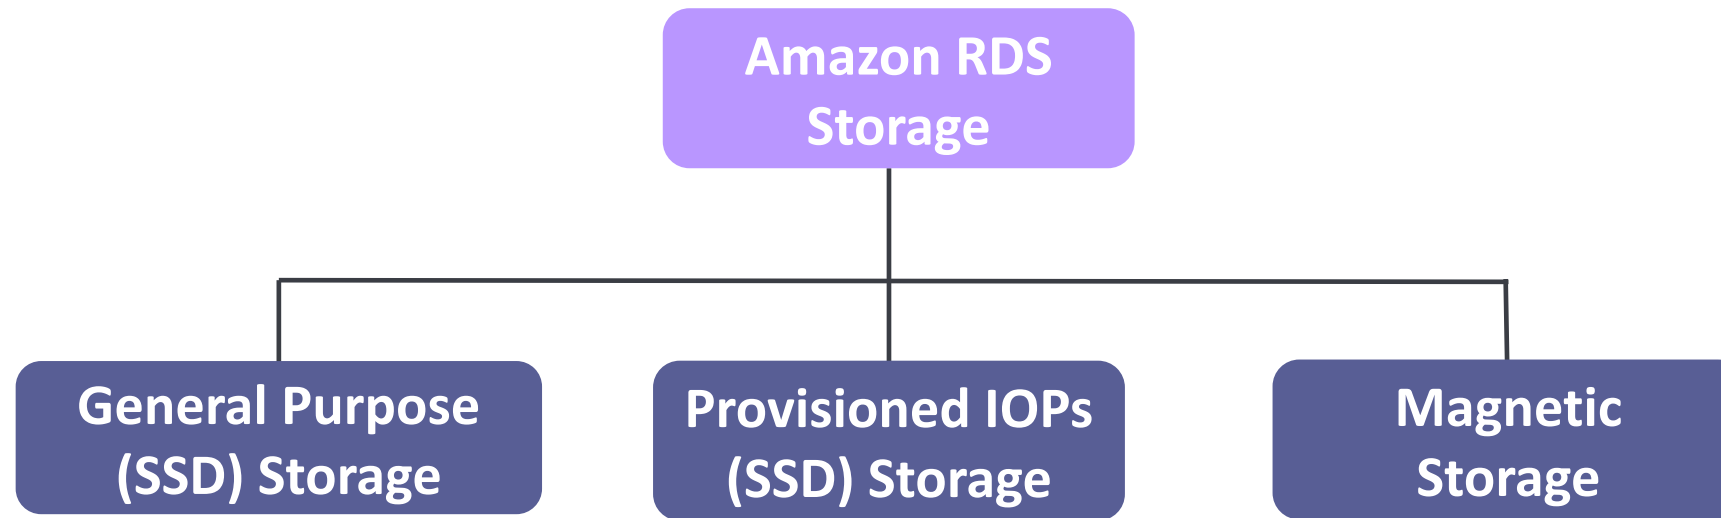 Amazon RDS
Storage
General Purpose
(SSD) Storage
Provisioned IOPs
(SSD) Storage
Magnetic
Storage